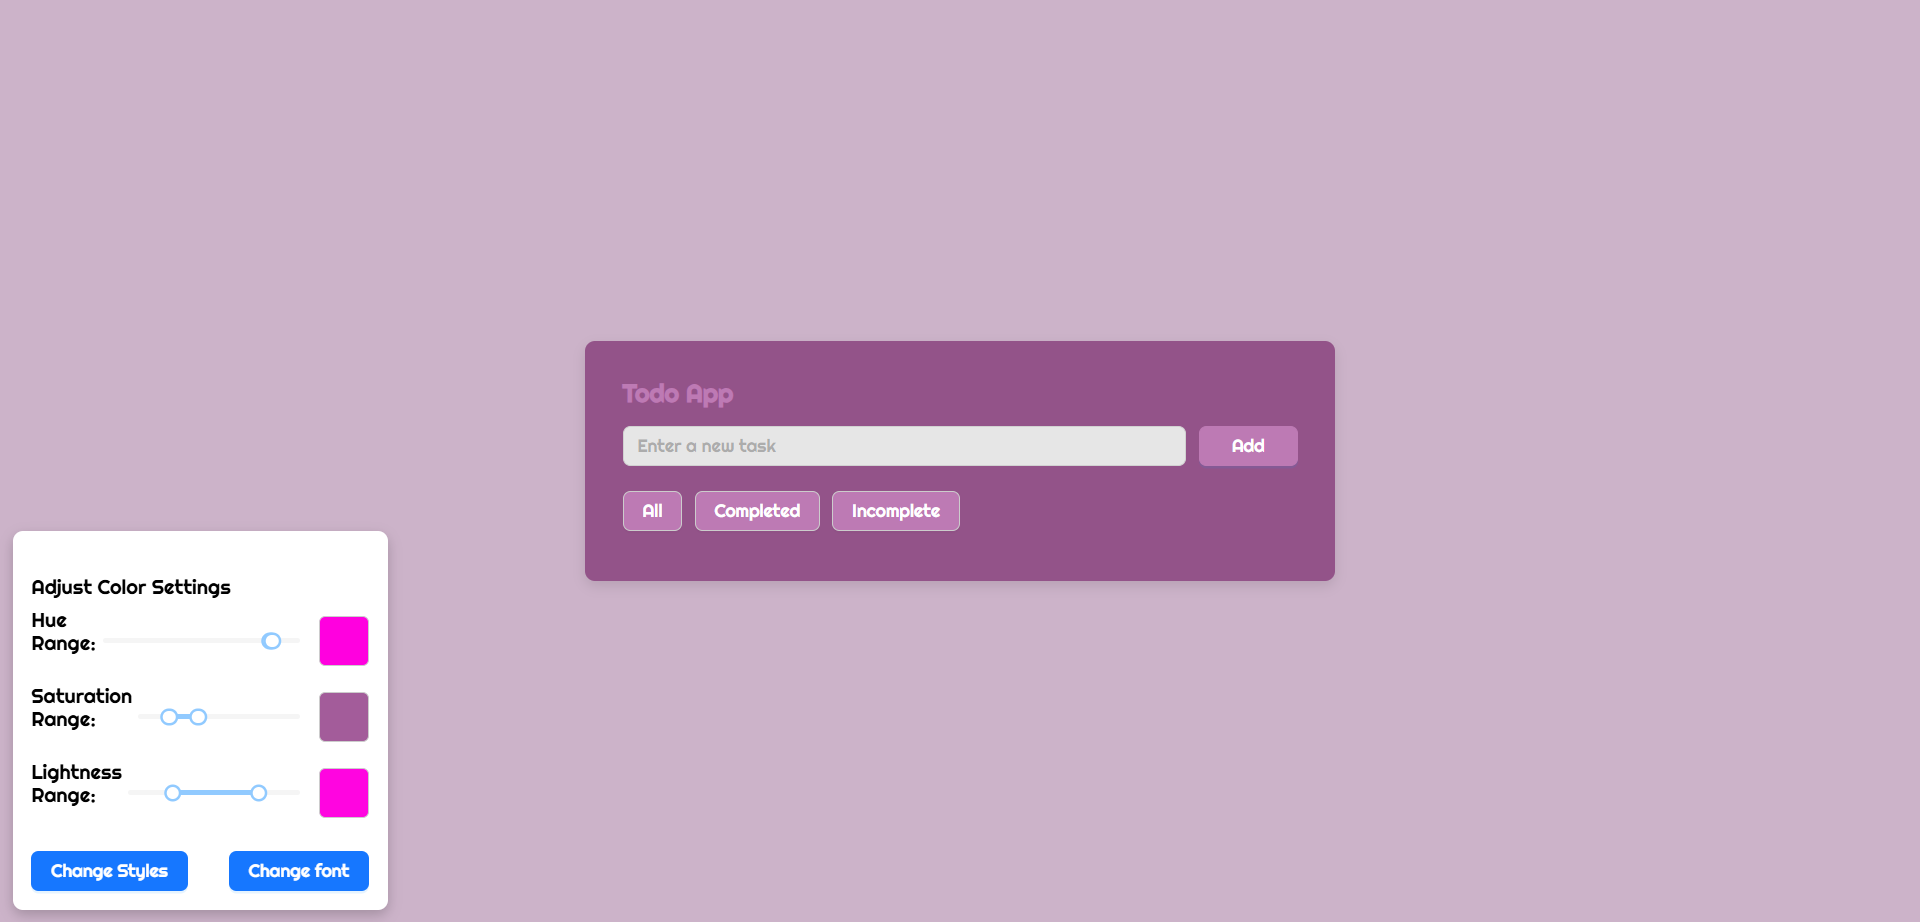 Todo App
Enter a new task
Add
All
Completed
Incomplete
Adjust Color Settings
Hue
Range:
Saturation
Range:
Lightness
Range:
Change Styles
Change font